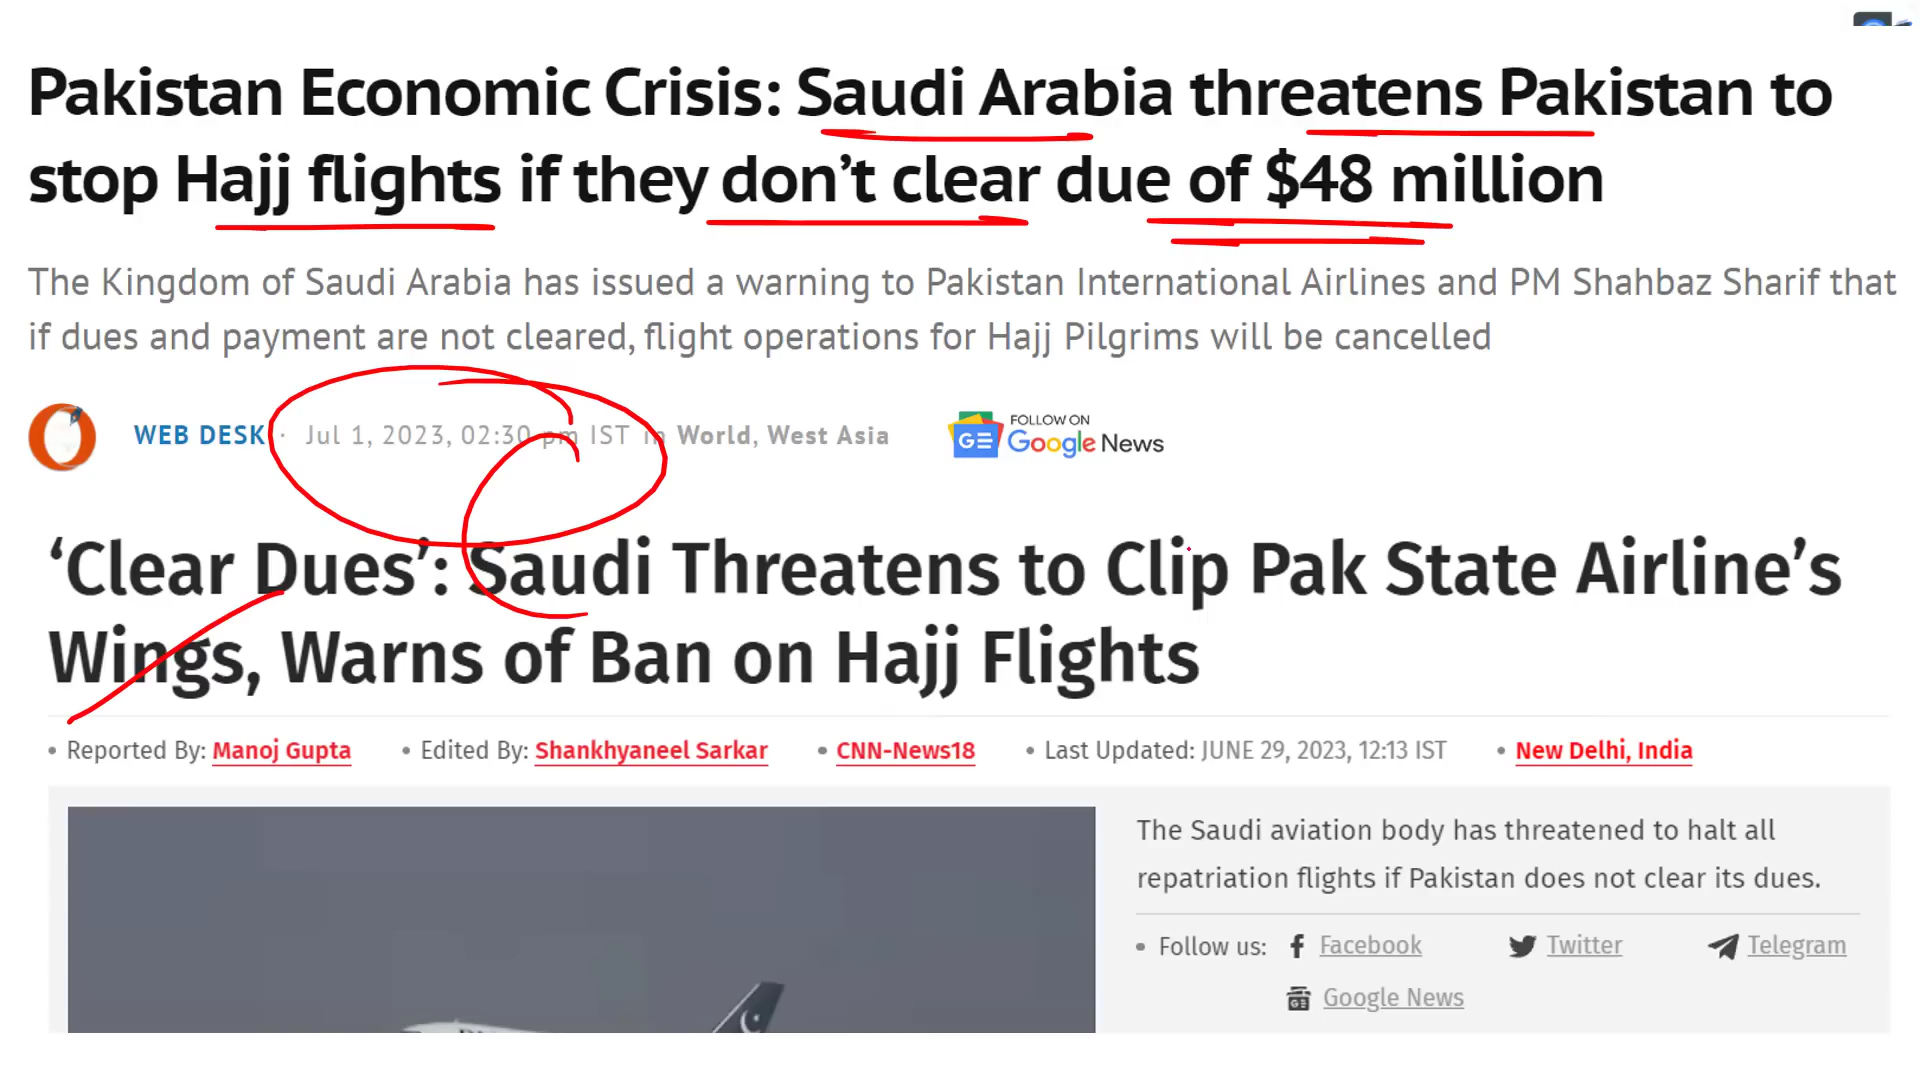 Pakistan Economic Crisis: Saudi Arabia threatens Pakistan to
stop Hajj flights if they don’t clear due of $48 million
The Kingdom of Saudi Arabia has issued a warning to Pakistan International Airlines and PM Shahbaz Sharif that
if dues and payment are not cleared, flight operations for Hajj Pilgrims will be cancelled
WEB DESK · Jul 1, 2023, 02:30 pm IST in World, West Asia
FOLLOW ON
GE Google News
‘Clear Dues’: Saudi Threatens to Clip Pak State Airline’s
Wings, Warns of Ban on Hajj Flights
• Reported By: Manoj Gupta • Edited By: Shankhyaneel Sarkar • CNN-News18 • Last Updated: JUNE 29, 2023, 12:13 IST • New Delhi, India
The Saudi aviation body has threatened to halt all
repatriation flights if Pakistan does not clear its dues.
• Follow us: Facebook Twitter Telegram
Google News